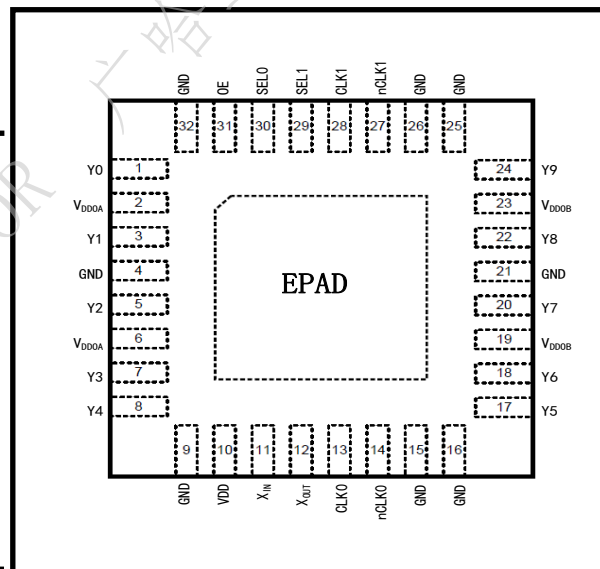 GND OE SEL0 SEL1 CLK1 nCLK1 GND GND
32 31 30 29 28 27 26 25
Y0 1 24 Y9
VDDOA 2 23 VDDOB
Y1 3 22 Y8
GND 4 21 GND
EPAD
Y2 5 20 Y7
VDDOA 6 19 VDDOB
Y3 7 18 Y6
Y4 8 17 Y5
9 10 11 12 13 14 15 16
GND VDD XIN XOUT CLK0 nCLK0 GND GND
OR 广 哈